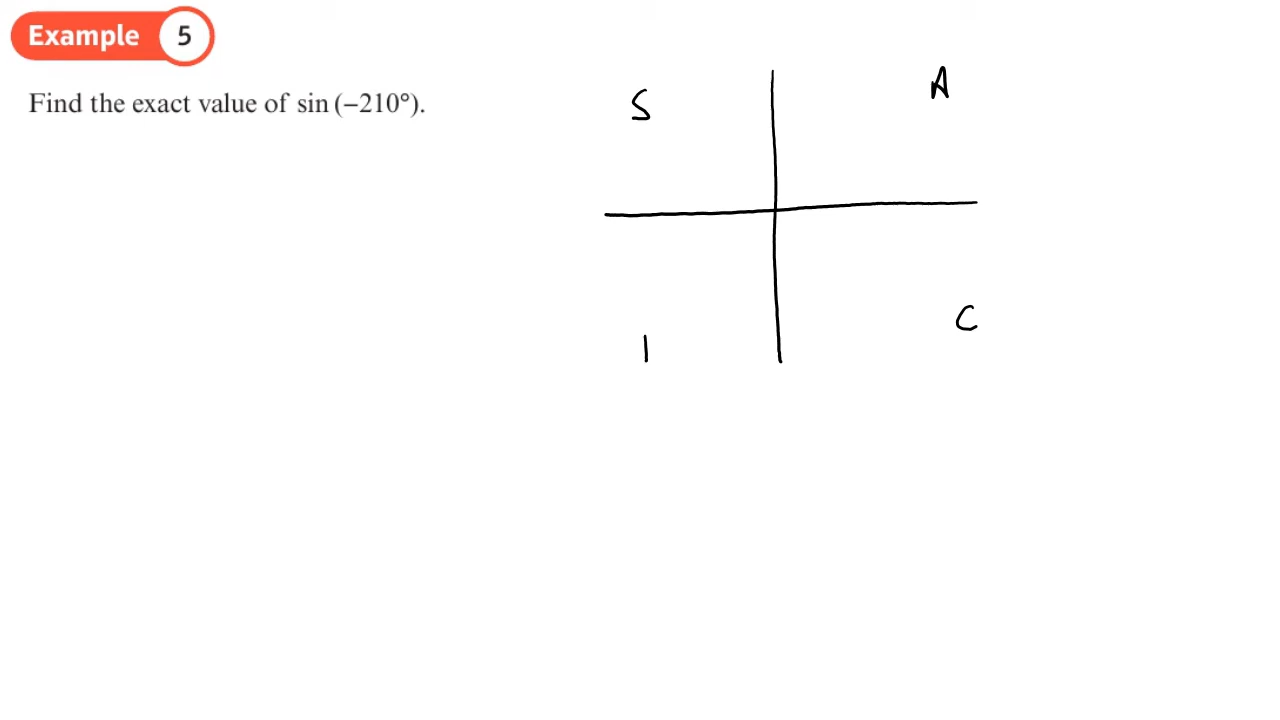 Example 5
Find the exact value of sin (−210°).
S A
C